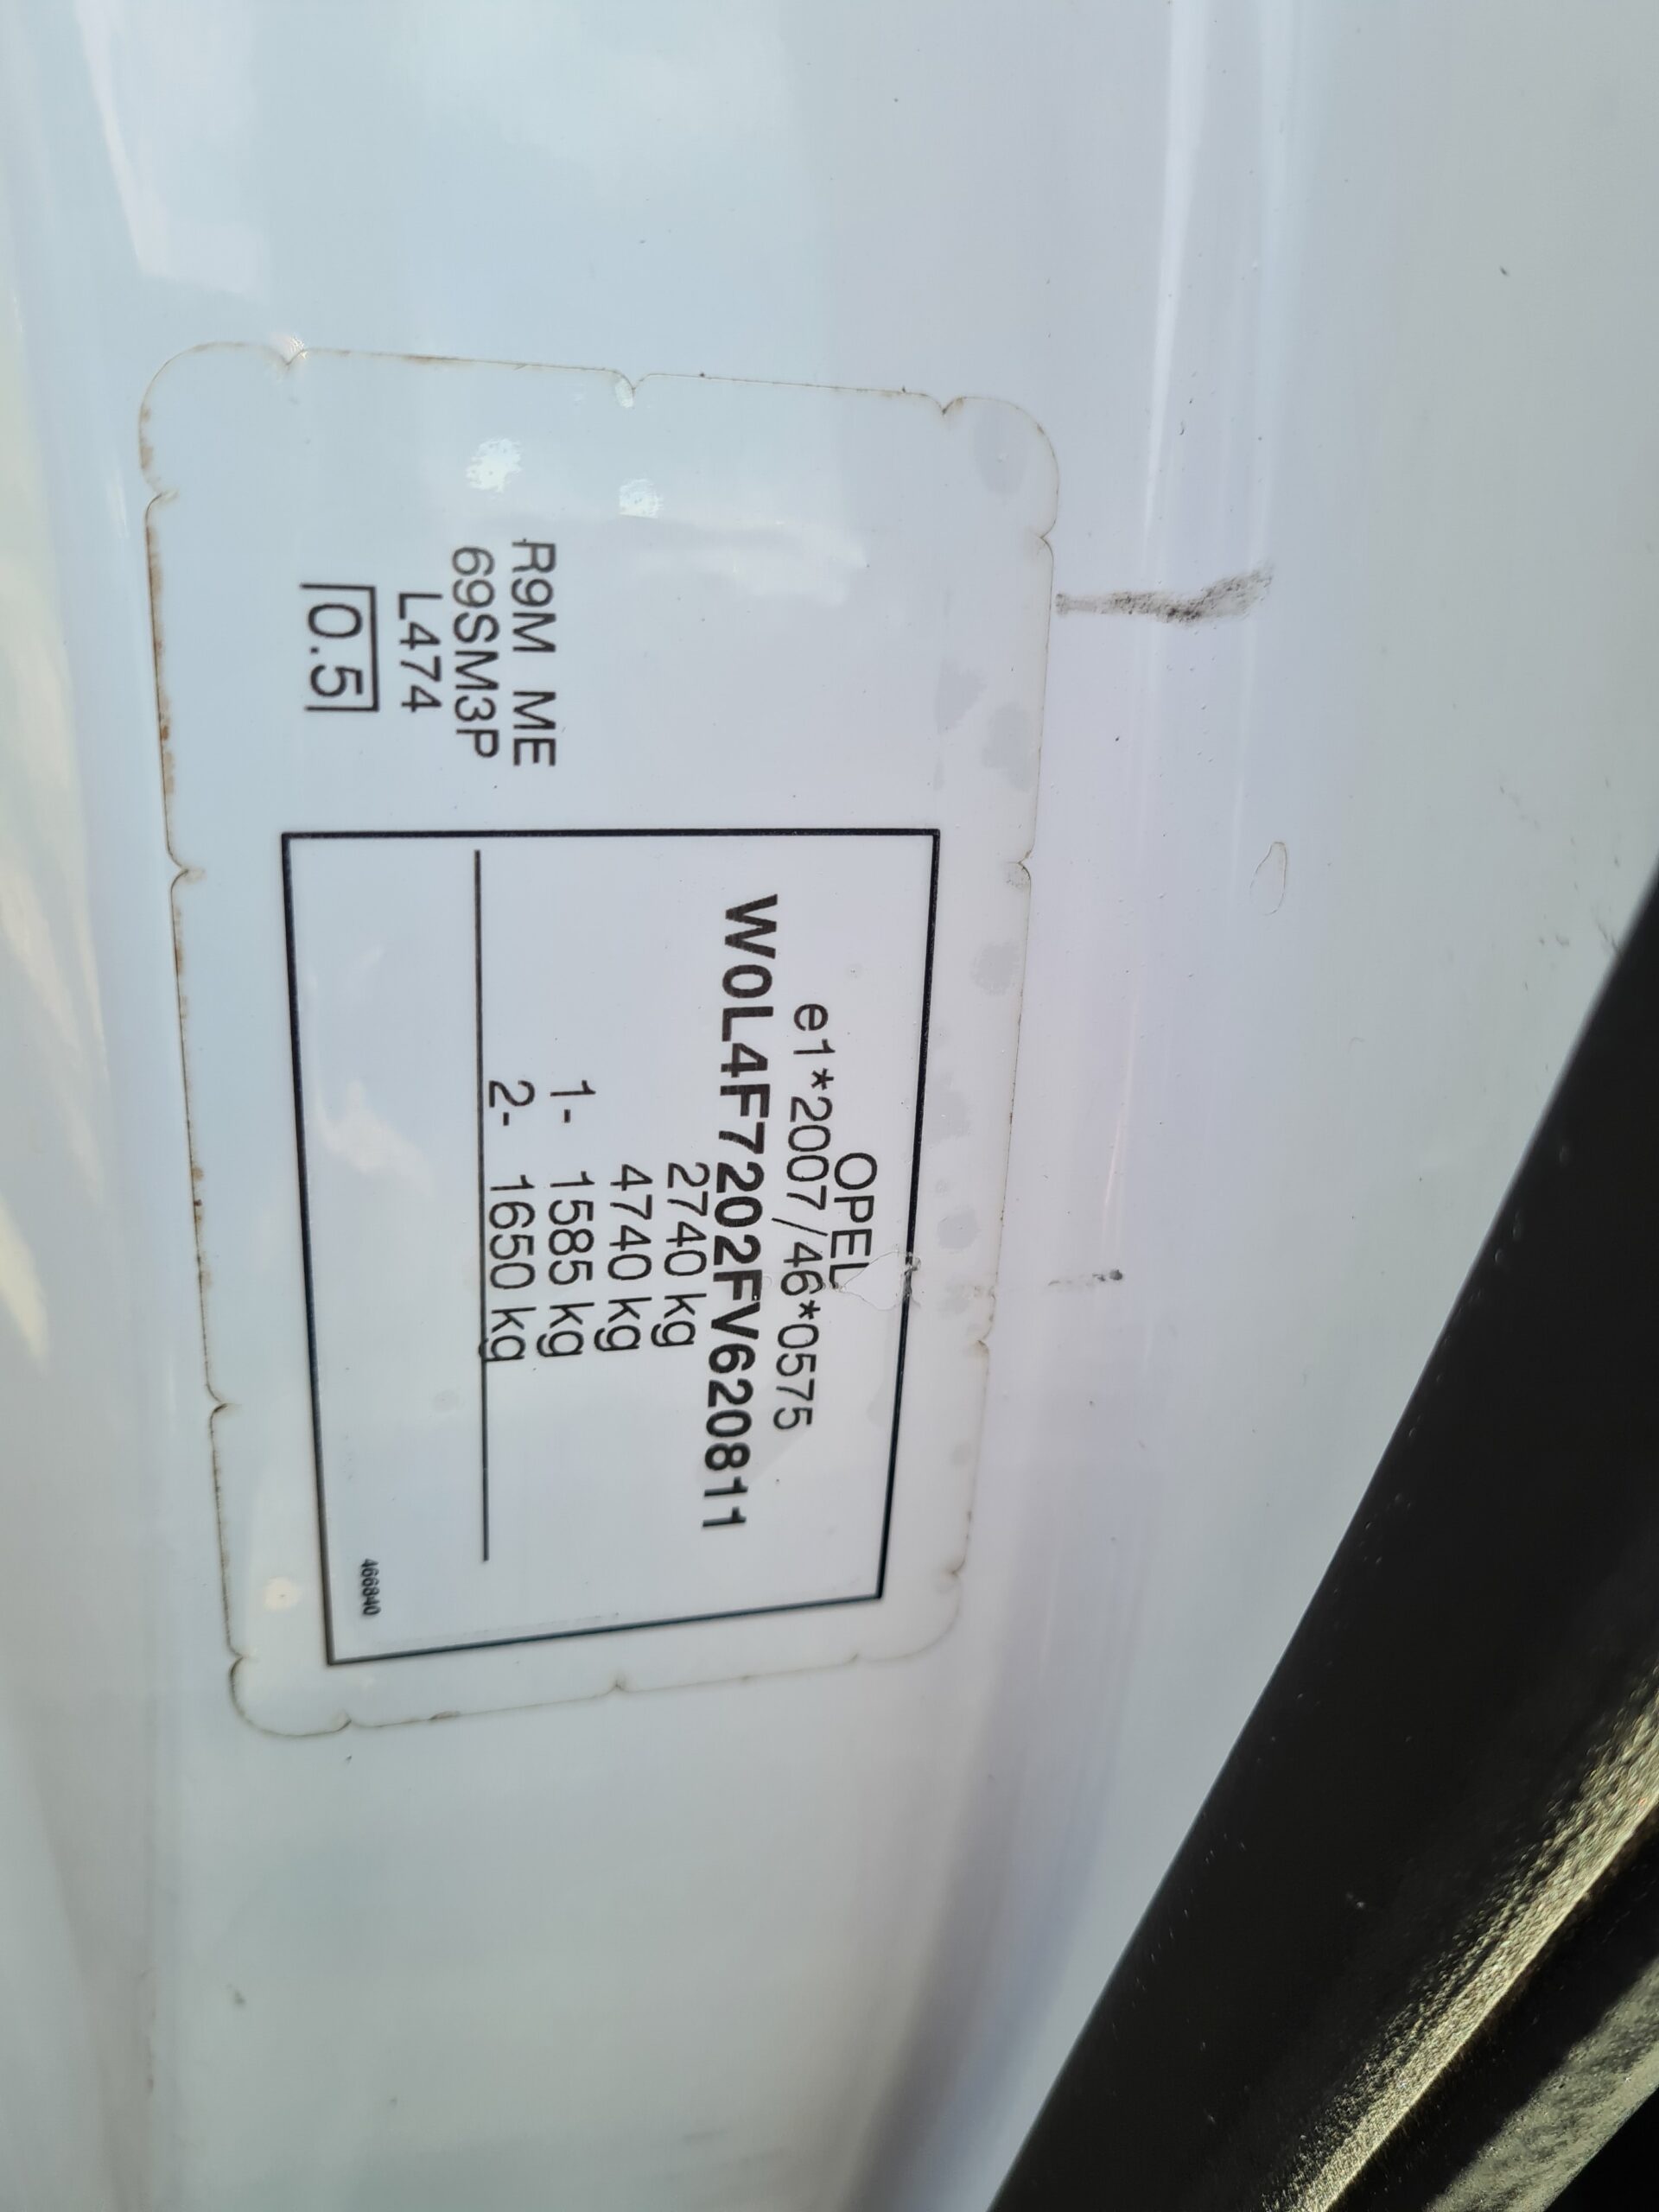 OPEL
e1*2007/46*0575
W0L4F7202FV620811
2740 kg
4740 kg
1- 1585 kg
2- 1650 kg
466840
R9M ME
69SM3P
L474
0.5